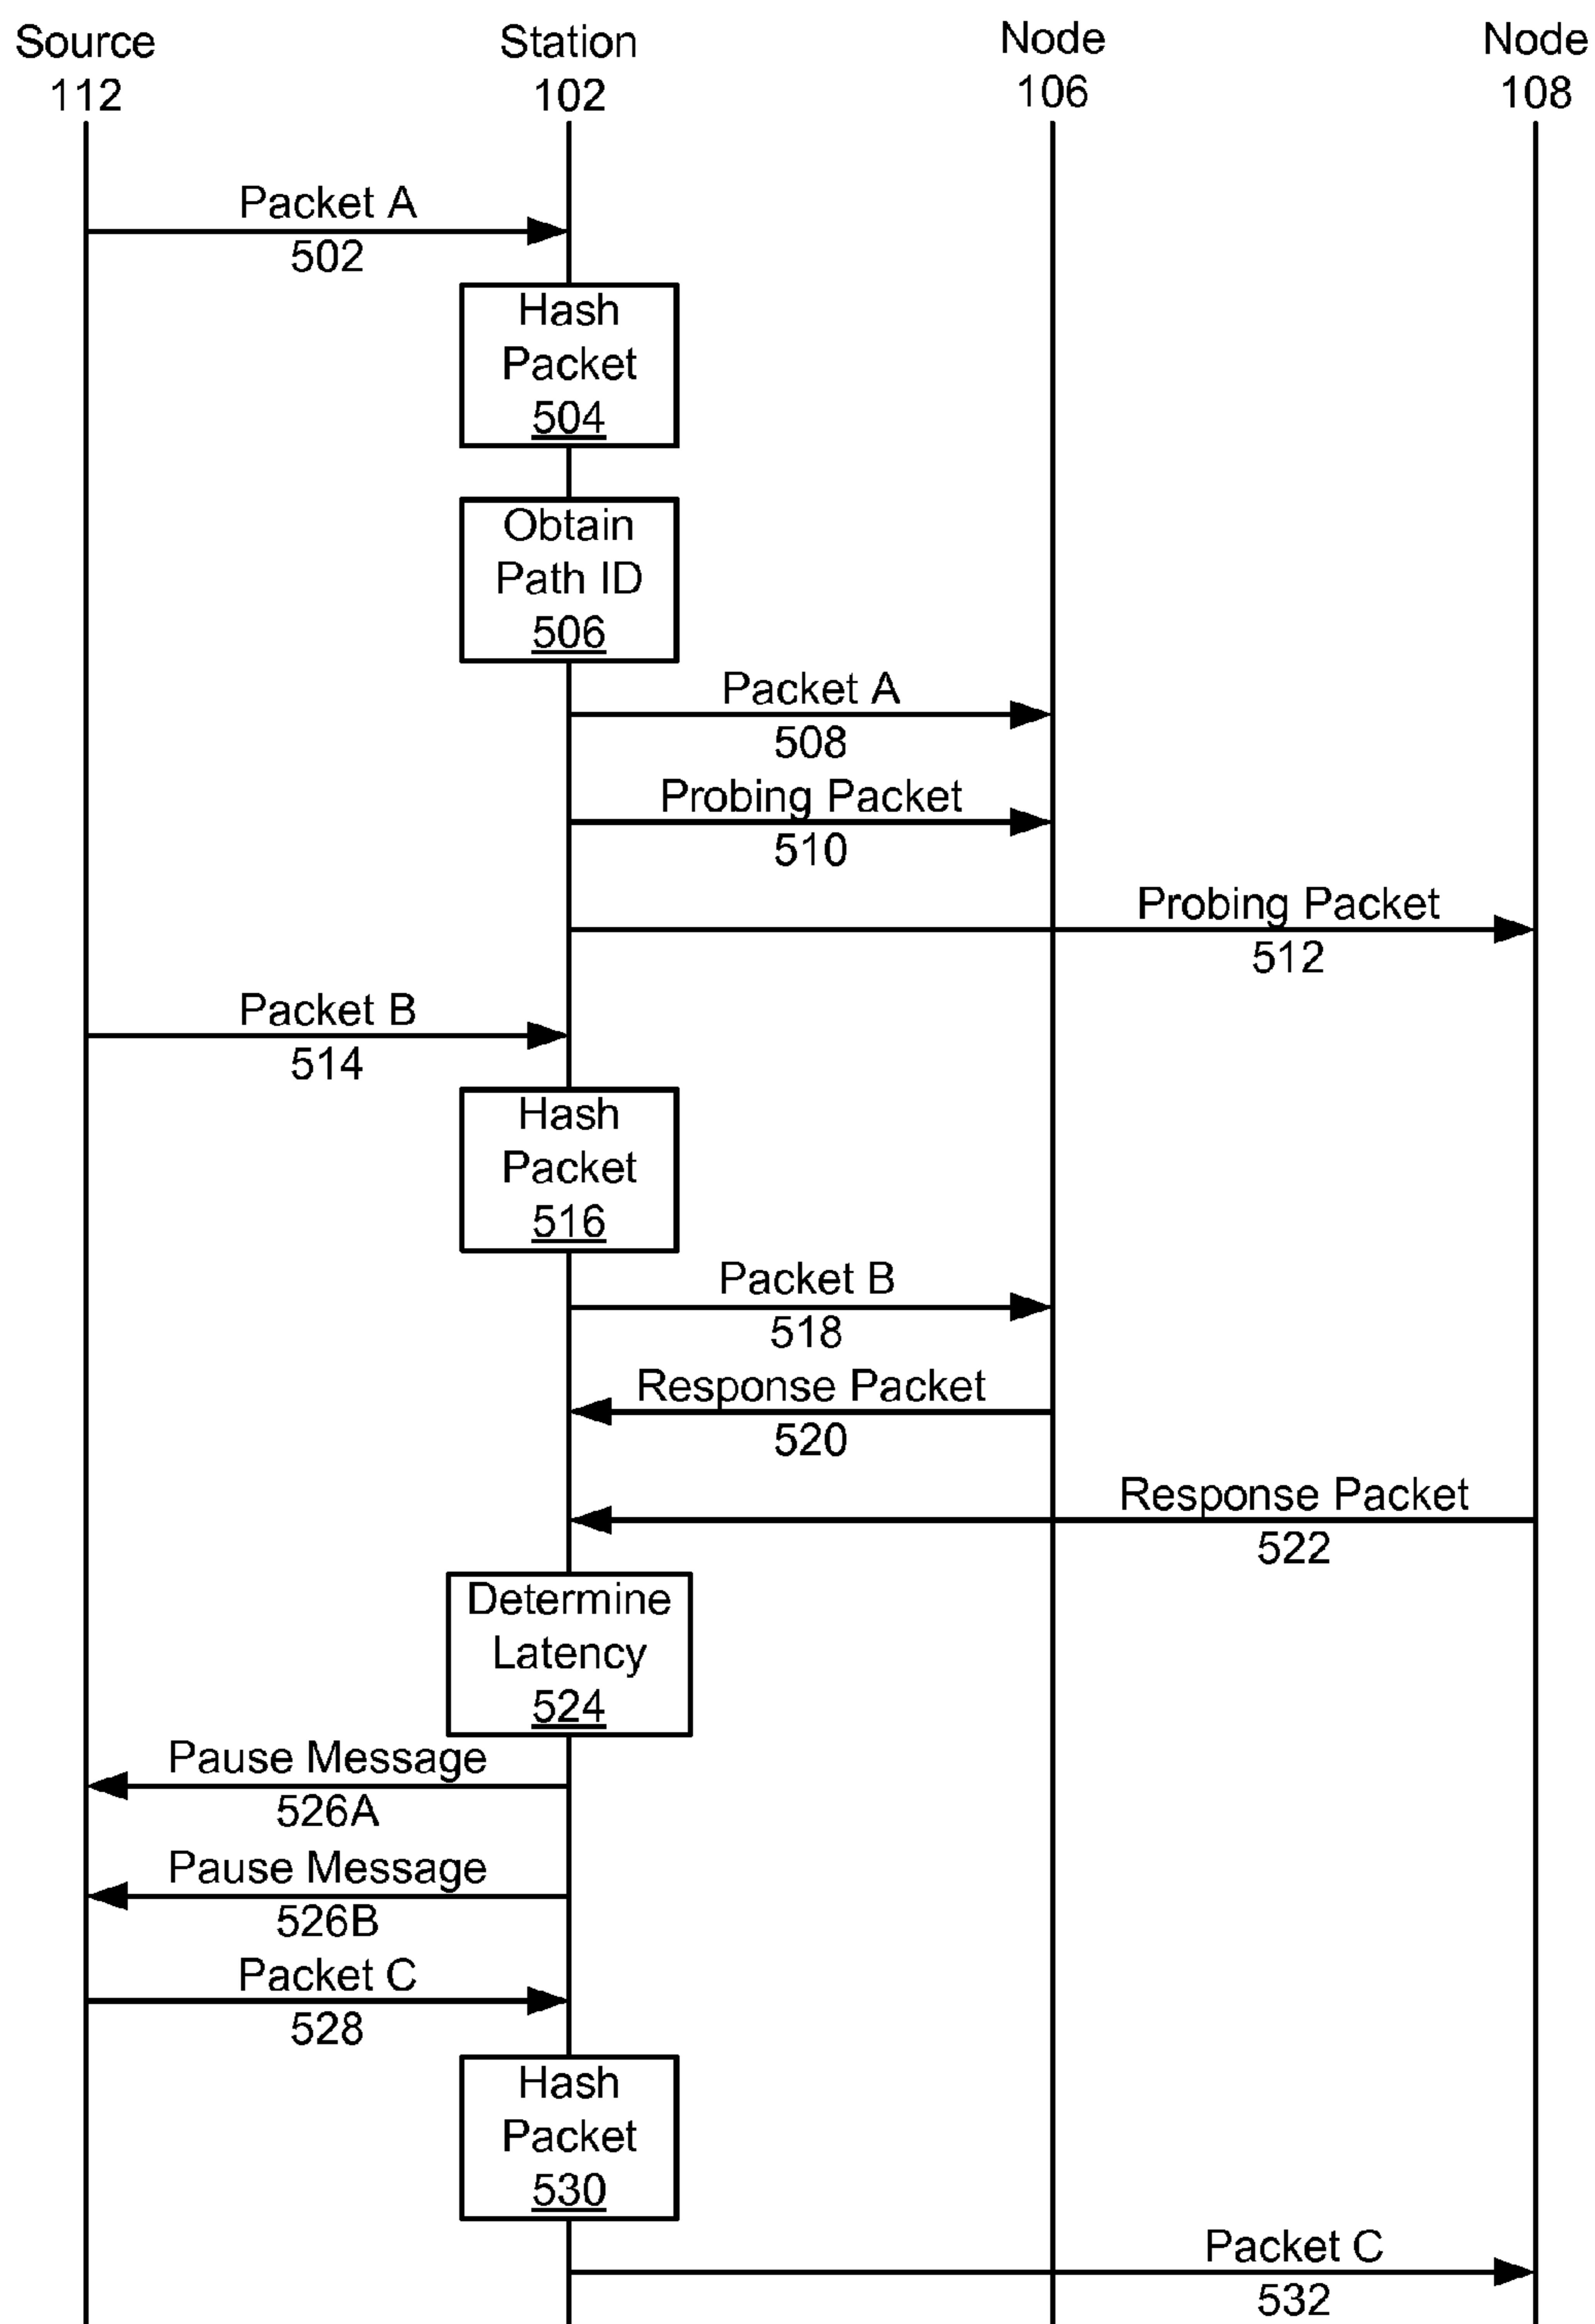 Source
112
Station
102
Node
106
Node
108
Packet A
502
Hash
Packet
504
Obtain
Path ID
506
Packet A
508
Probing Packet
510
Probing Packet
512
Packet B
514
Hash
Packet
516
Packet B
518
Response Packet
520
Response Packet
522
Determine
Latency
524
Pause Message
526A
Pause Message
526B
Packet C
528
Hash
Packet
530
Packet C
532